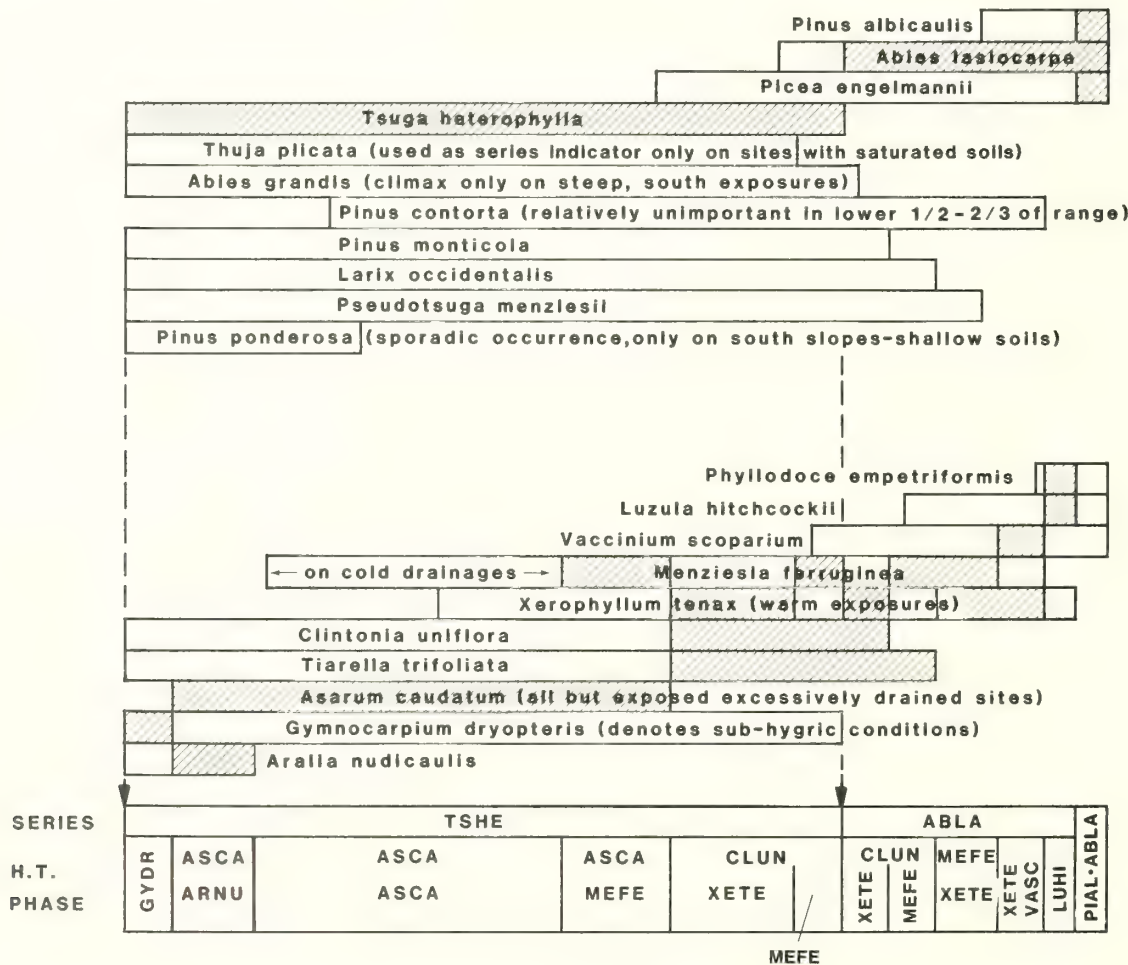 Pinus albicaulis
Abies lasiocarpa
Picea engelmannii
Tsuga heterophylla
Thuja plicata (used as series indicator only on sites with saturated soils)
Abies grandis (climax only on steep, south exposures)
Pinus contorta (relatively unimportant in lower 1/2-2/3 of range)
Pinus monticola
Larix occidentalis
Pseudotsuga menziesii
Pinus ponderosa (sporadic occurrence,only on south slopes-shallow soils)
Phyllodoce empetriformis
Luzula hitchcockii
Vaccinium scoparium
← on cold drainages → Menziesia ferruginea
Xerophyllum tenax (warm exposures)
Clintonia uniflora
Tiarella trifoliata
Asarum caudatum (all but exposed excessively drained sites)
Gymnocarpium dryopteris (denotes sub-hygric conditions)
Aralia nudicaulis
SERIES TSHE ABLA PIAL·ABLA
H.T. GYDR ASCA ASCA ASCA CLUN CLUN MEFE XETE LUHI
PHASE ARNU ASCA MEFE XETE XETE MEFE XETE VASC
MEFE